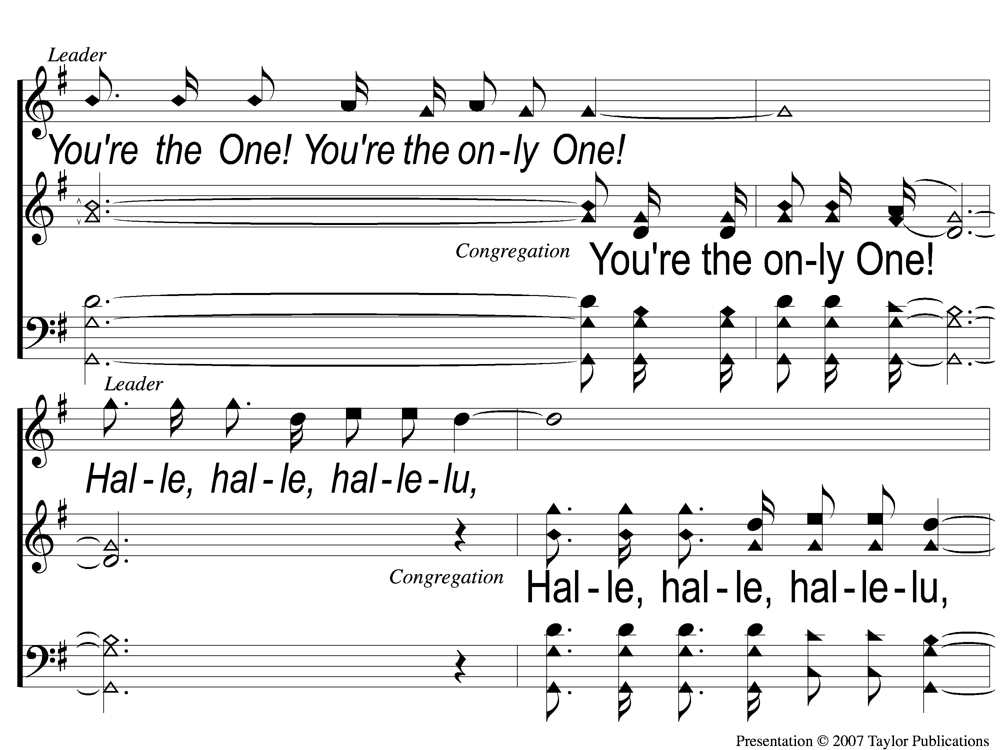 Leader
You're the One! You're the on - ly One!
Congregation You're the on-ly One!
Leader
Hal - le, hal - le, hal - le - lu,
Congregation Hal - le, hal - le, hal - le - lu,
Presentation © 2007 Taylor Publications